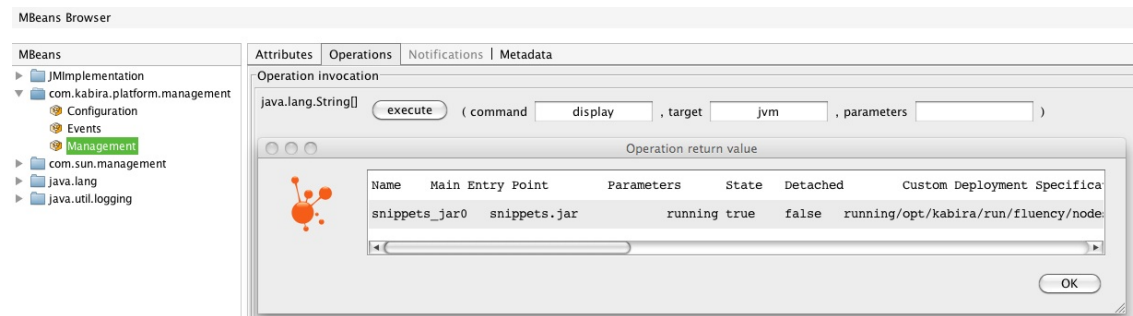 MBeans Browser
MBeans
Attributes Operations Notifications Metadata
JMImplementation
com.kabira.platform.management
Configuration
Events
Management
com.sun.management
java.lang
java.util.logging
Operation invocation
java.lang.String[] execute ( command display , target jvm , parameters )
Operation return value
Name Main Entry Point Parameters State Detached Custom Deployment Specifica
snippets_jar0 snippets.jar running true false running/opt/kabira/run/fluency/node
OK